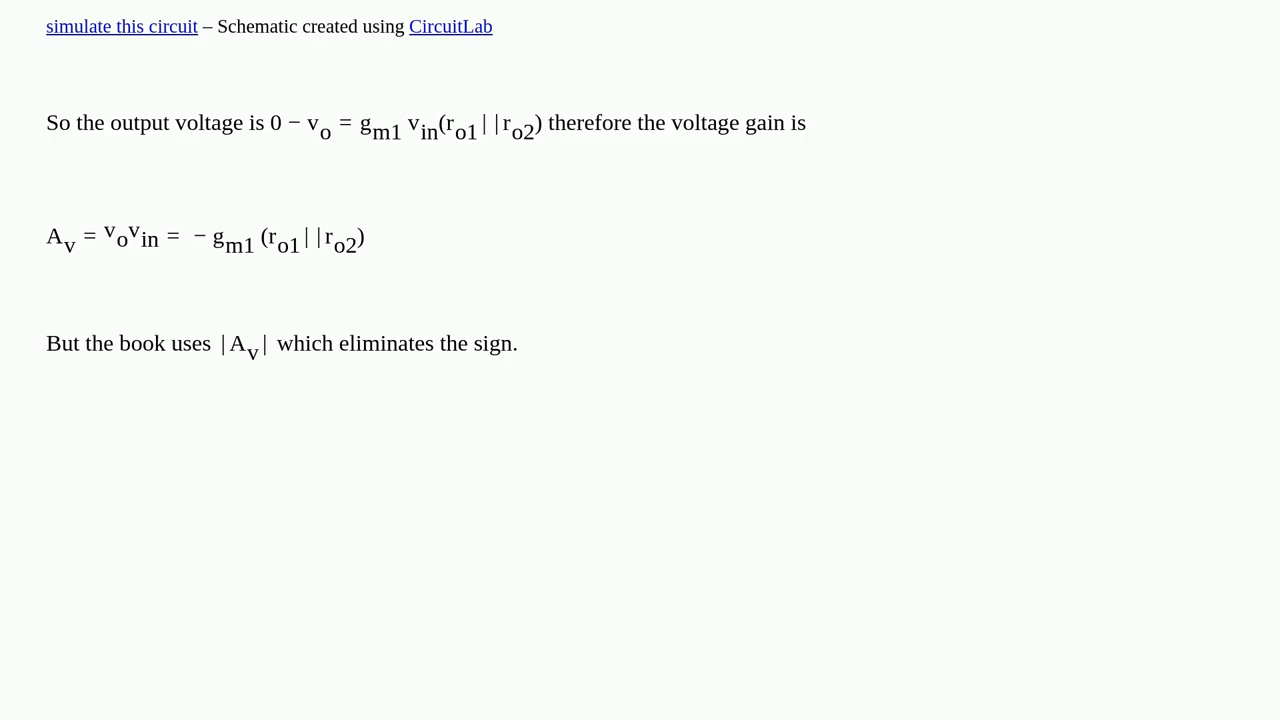 simulate this circuit – Schematic created using CircuitLab
So the output voltage is 0 − vo = gm1 vin(ro1||ro2) therefore the voltage gain is
Av = vovin = − gm1 (ro1||ro2)
But the book uses |Av| which eliminates the sign.